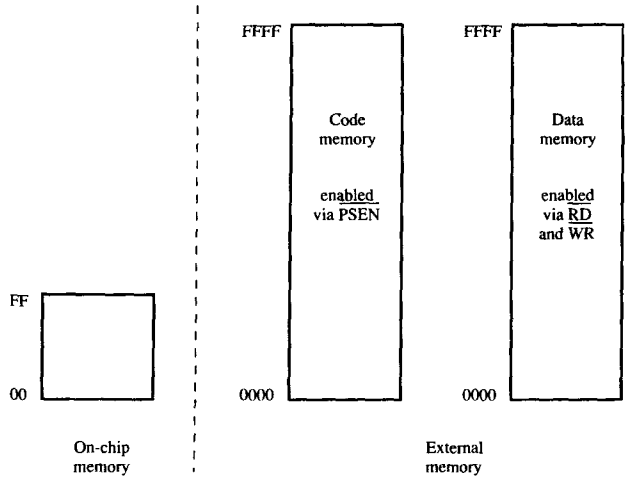 FFFF
FFFF
Code
memory
Data
memory
enabled
via PSEN
enabled
via RD
and WR
FF
00
0000
0000
On-chip
memory
External
memory